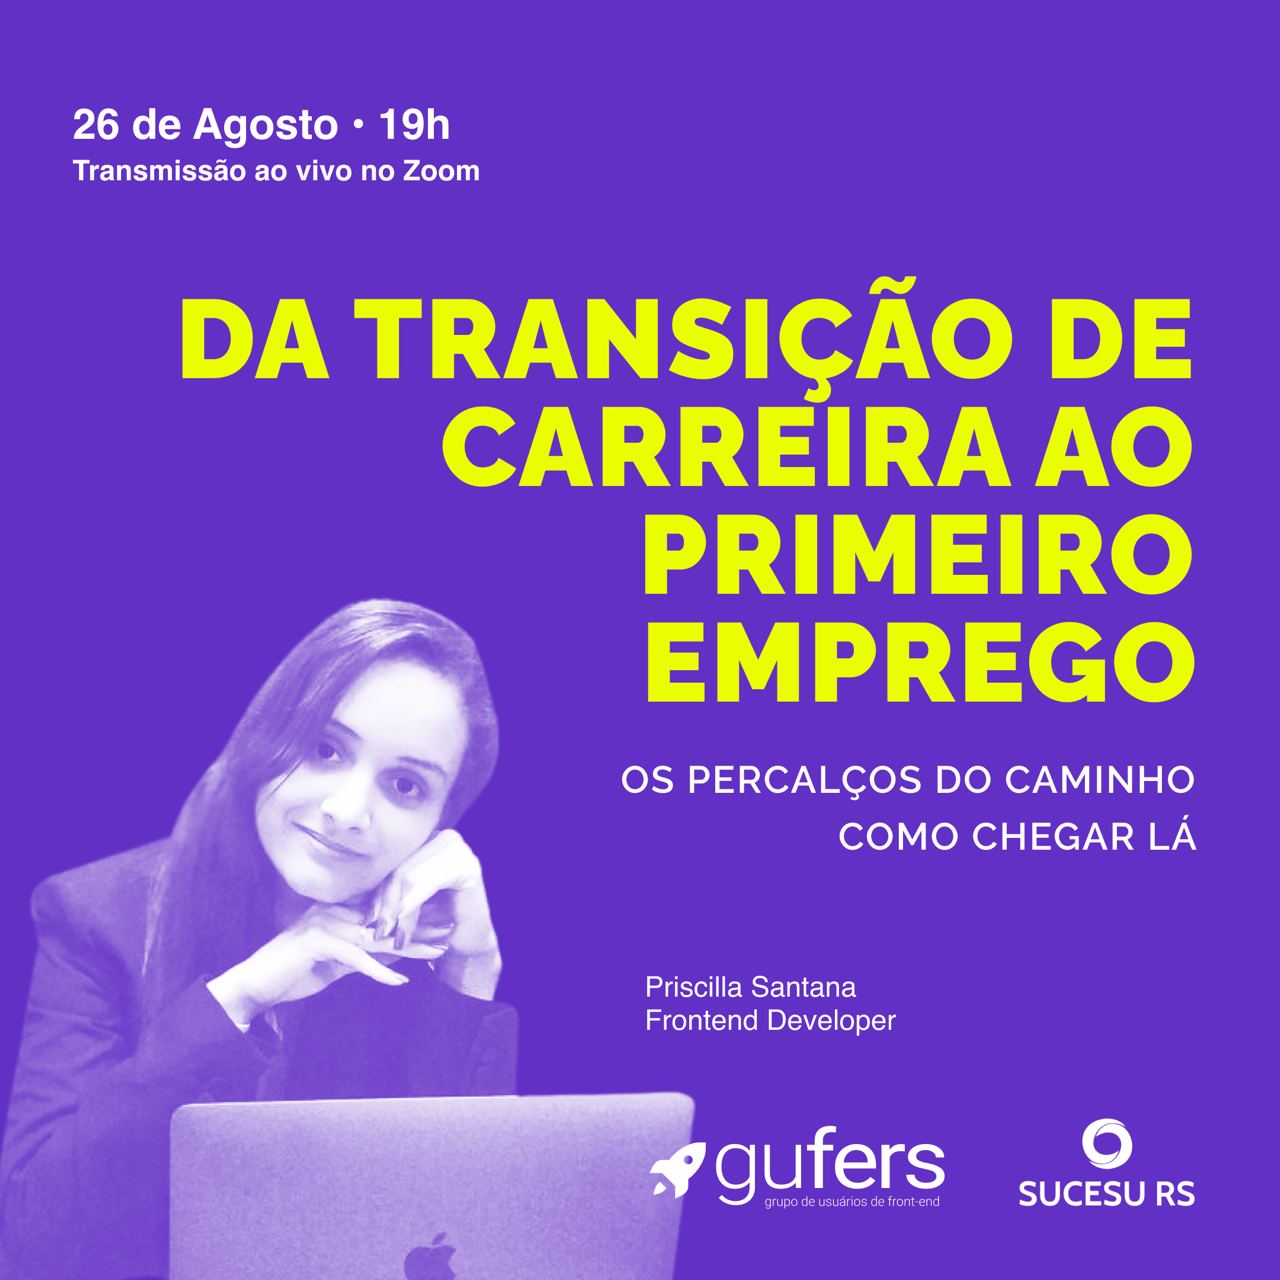 26 de Agosto • 19h
Transmissão ao vivo no Zoom
DA TRANSIÇÃO DE
CARREIRA AO
PRIMEIRO
EMPREGO
OS PERCALÇOS DO CAMINHO
COMO CHEGAR LÁ
Priscilla Santana
Frontend Developer
gufers
grupo de usuários de front-end
SUCESU RS